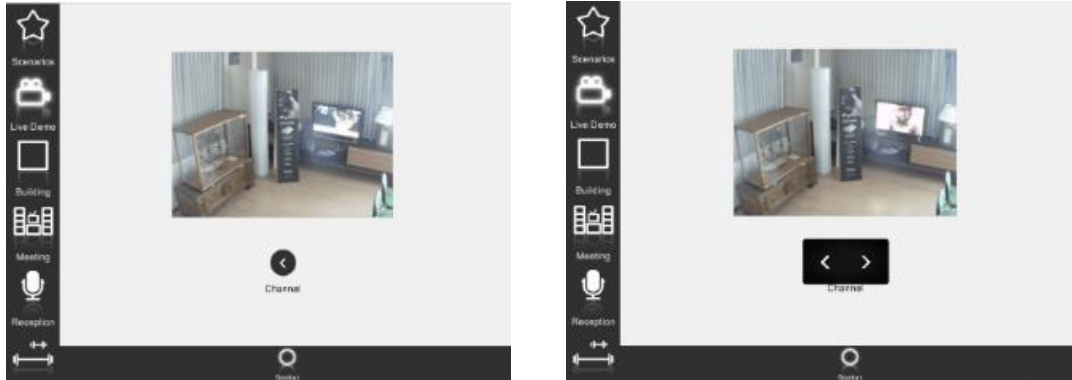 Scenarios
Live Demo
Building
Meeting
Reception
Channel
Scenarios
Live Demo
Building
Meeting
Reception
Channel